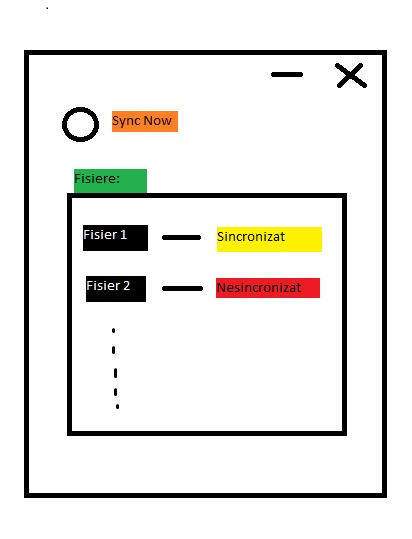 Sync Now
Fisiere:
Fisier 1 — Sincronizat
Fisier 2 — Nesincronizat